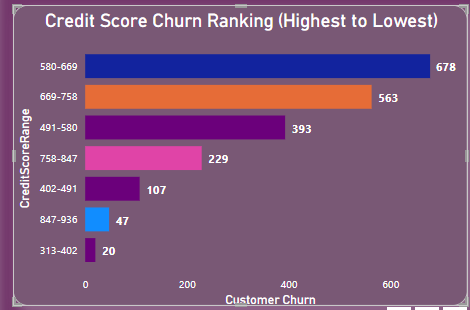 Credit Score Churn Ranking (Highest to Lowest)
CreditScoreRange
580-669 678
669-758 563
491-580 393
758-847 229
402-491 107
847-936 47
313-402 20
0 200 400 600
Customer Churn